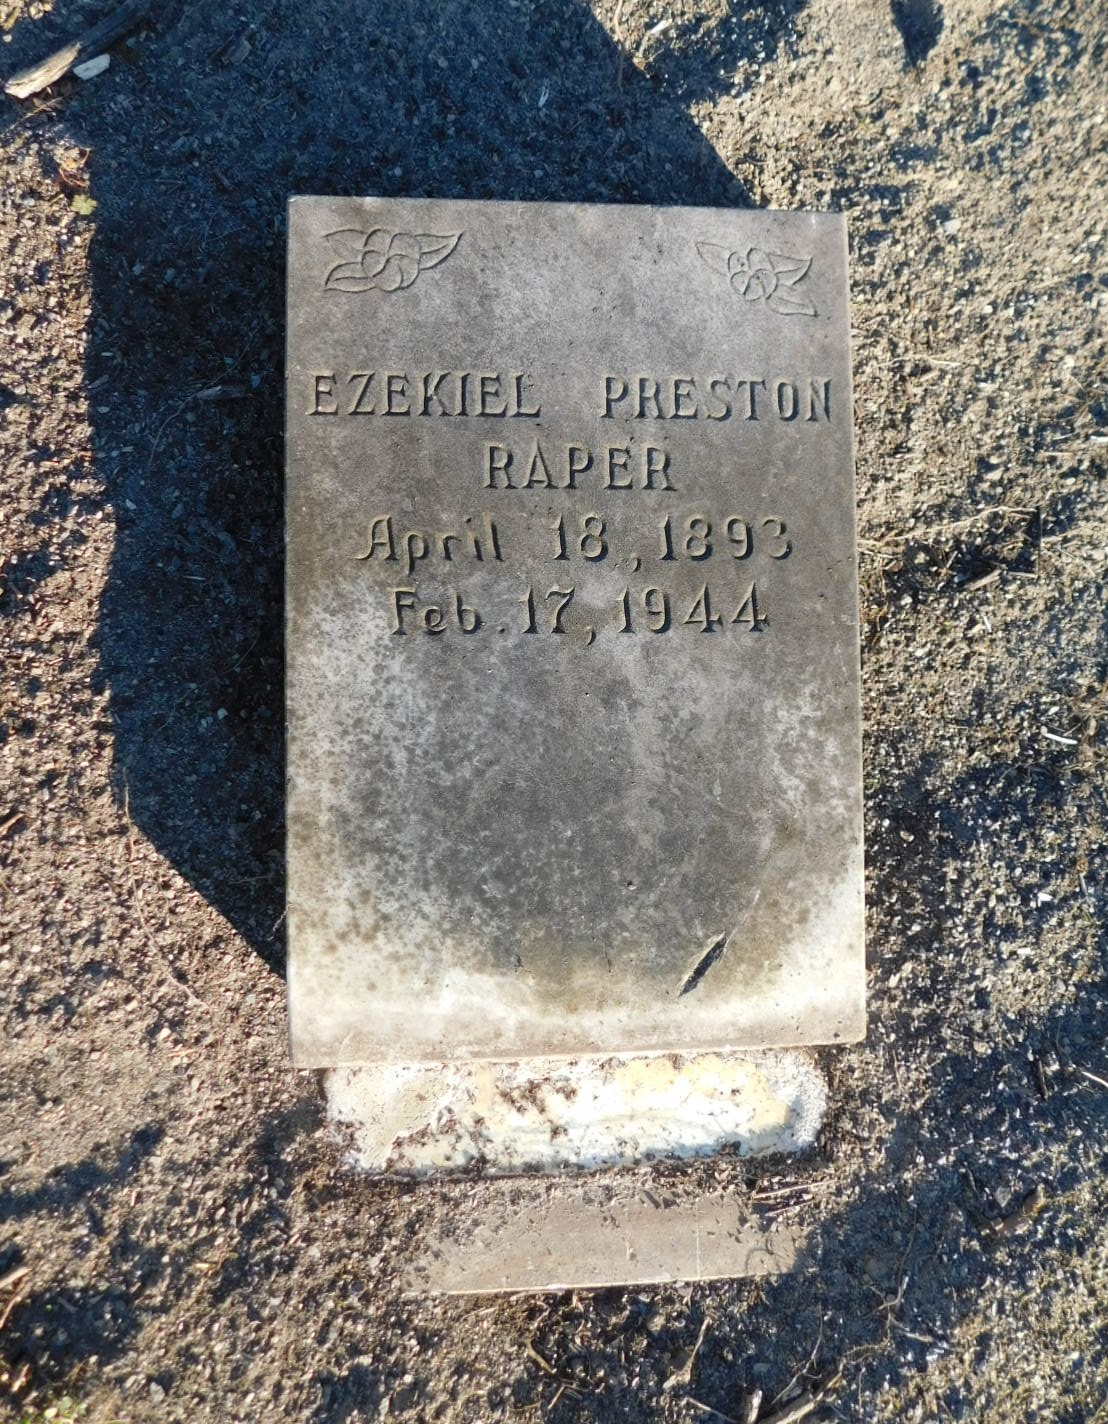 EZEKIEL PRESTON
RAPER
April 18, 1893
Feb. 17, 1944